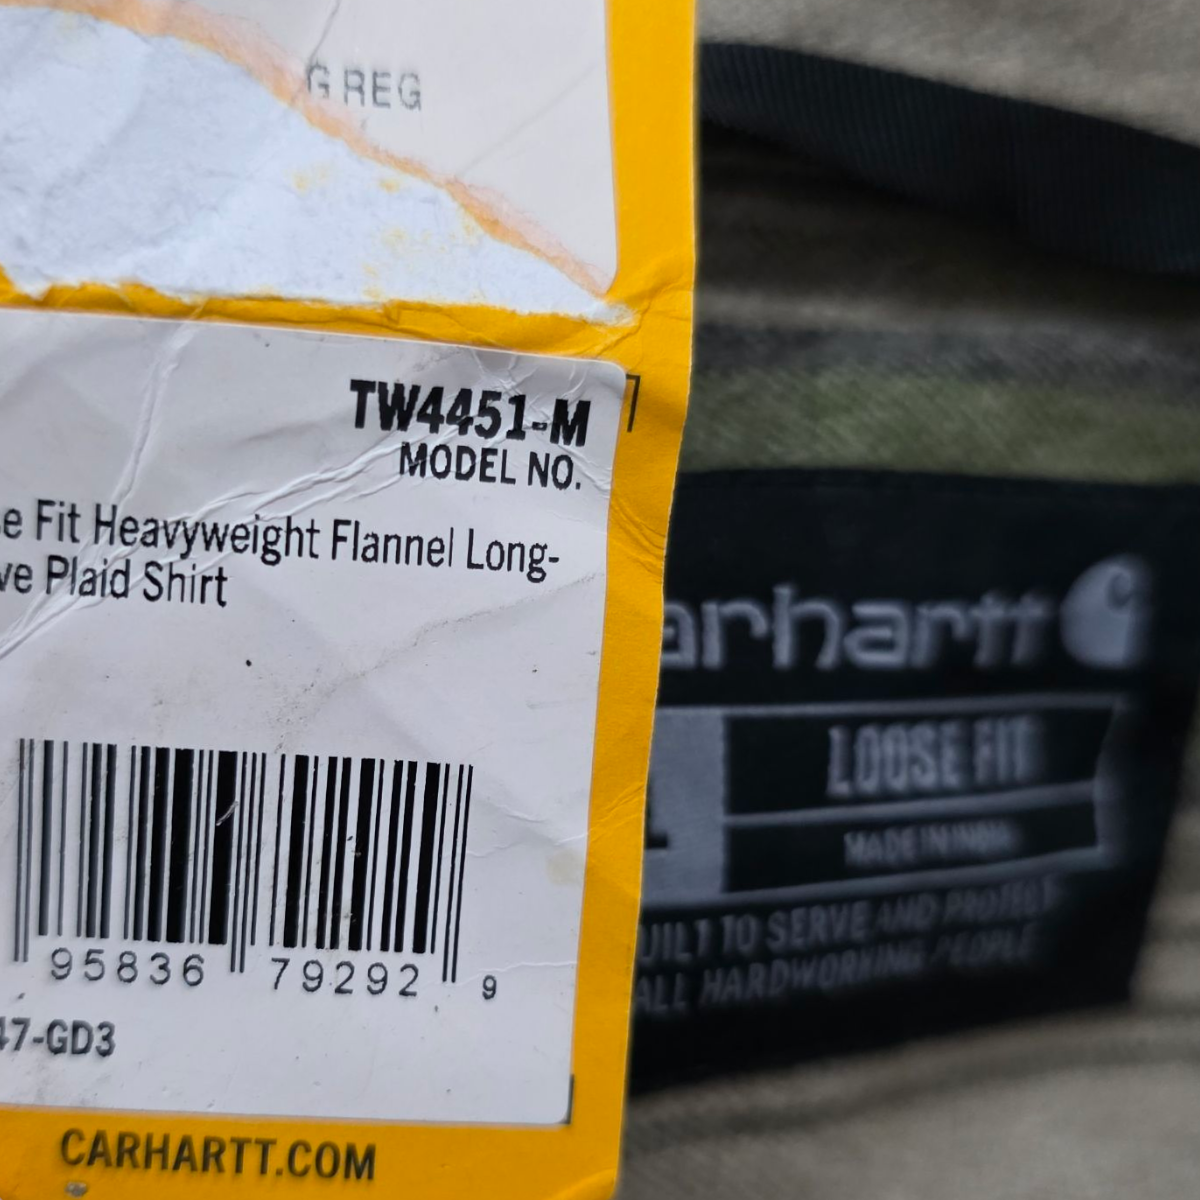 G REG
TW4451-M
MODEL NO.
e Fit Heavyweight Flannel Long-
ve Plaid Shirt
95836 79292 9
47-GD3
CARHARTT.COM
arhartt
LOOSE FIT
MADE IN INDIA
UILT TO SERVE AND PROTECT
ALL HARDWORKING PEOPLE